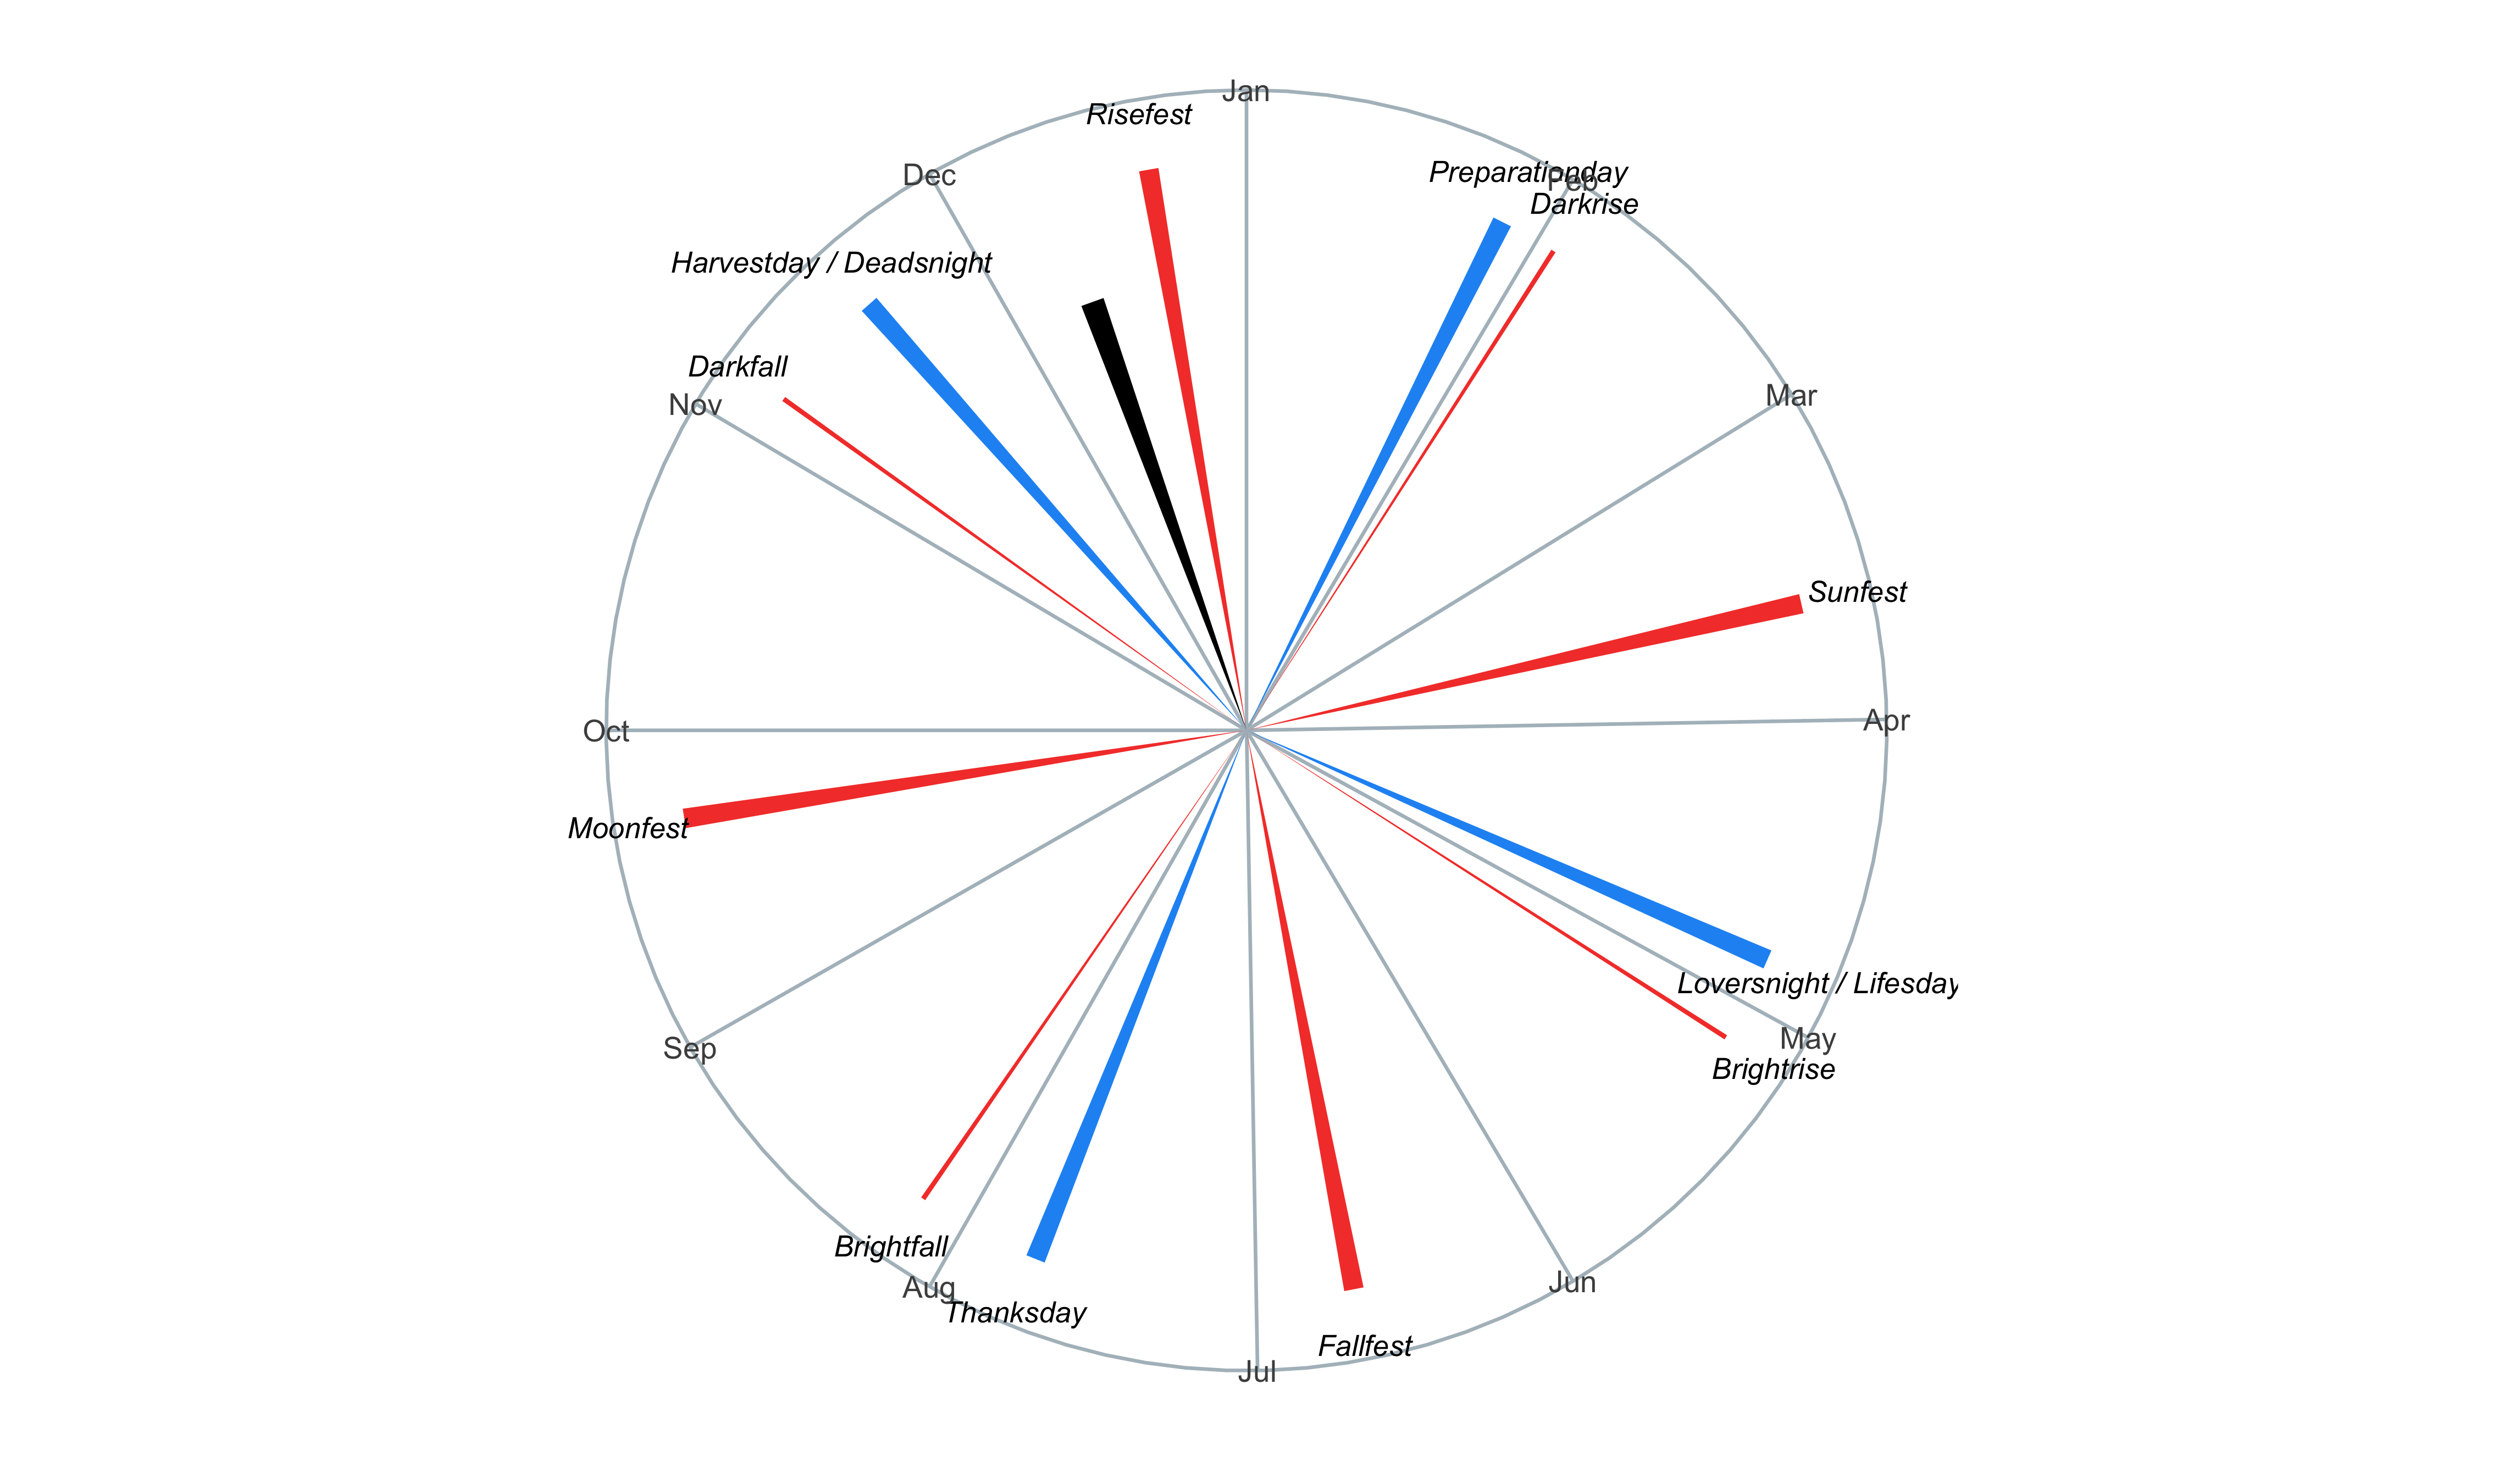 Jan
Risefest
Preparationday
Dec
Feb
Darkrise
Harvestday / Deadsnight
Darkfall
Mar
Nov
Sunfest
Apr
Oct
Moonfest
Loversnight / Lifesday
May
Sep
Brightrise
Brightfall
Jun
Aug
Thanksday
Fallfest
Jul